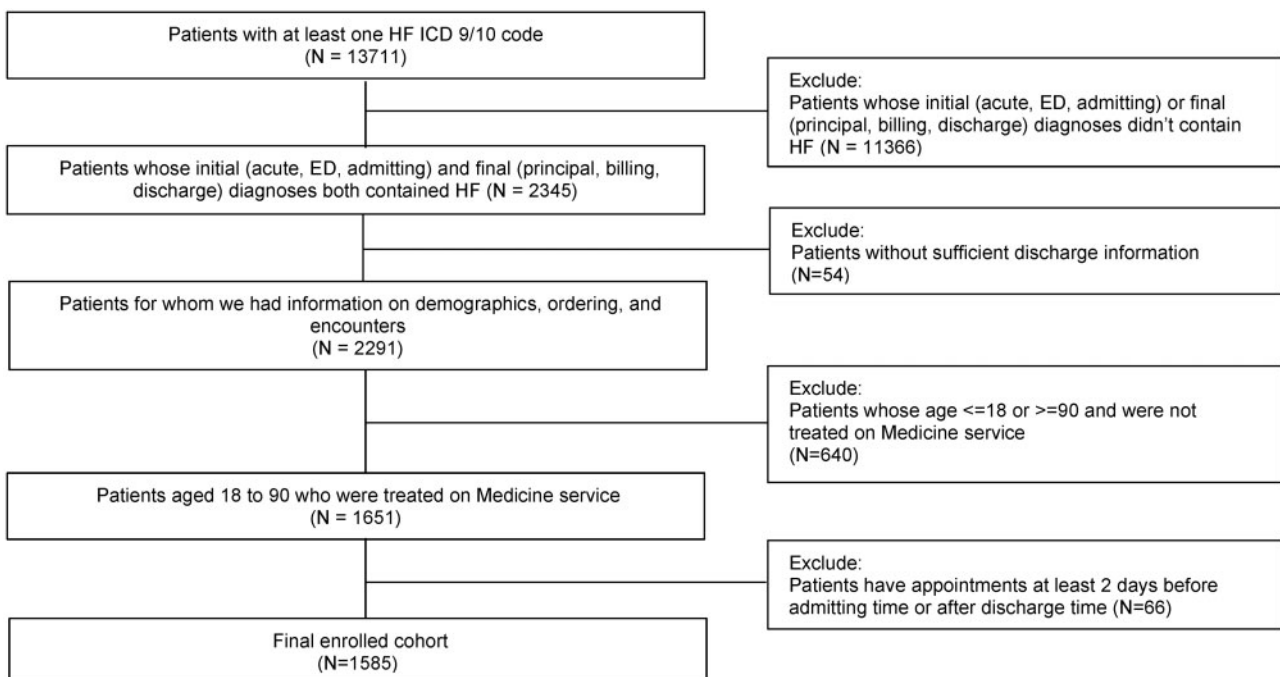 Patients with at least one HF ICD 9/10 code
(N = 13711)
Exclude:
Patients whose initial (acute, ED, admitting) or final
(principal, billing, discharge) diagnoses didn't contain
HF (N = 11366)
Patients whose initial (acute, ED, admitting) and final (principal, billing,
discharge) diagnoses both contained HF (N = 2345)
Exclude:
Patients without sufficient discharge information
(N=54)
Patients for whom we had information on demographics, ordering, and
encounters
(N = 2291)
Exclude:
Patients whose age <=18 or >=90 and were not
treated on Medicine service
(N=640)
Patients aged 18 to 90 who were treated on Medicine service
(N = 1651)
Exclude:
Patients have appointments at least 2 days before
admitting time or after discharge time (N=66)
Final enrolled cohort
(N=1585)